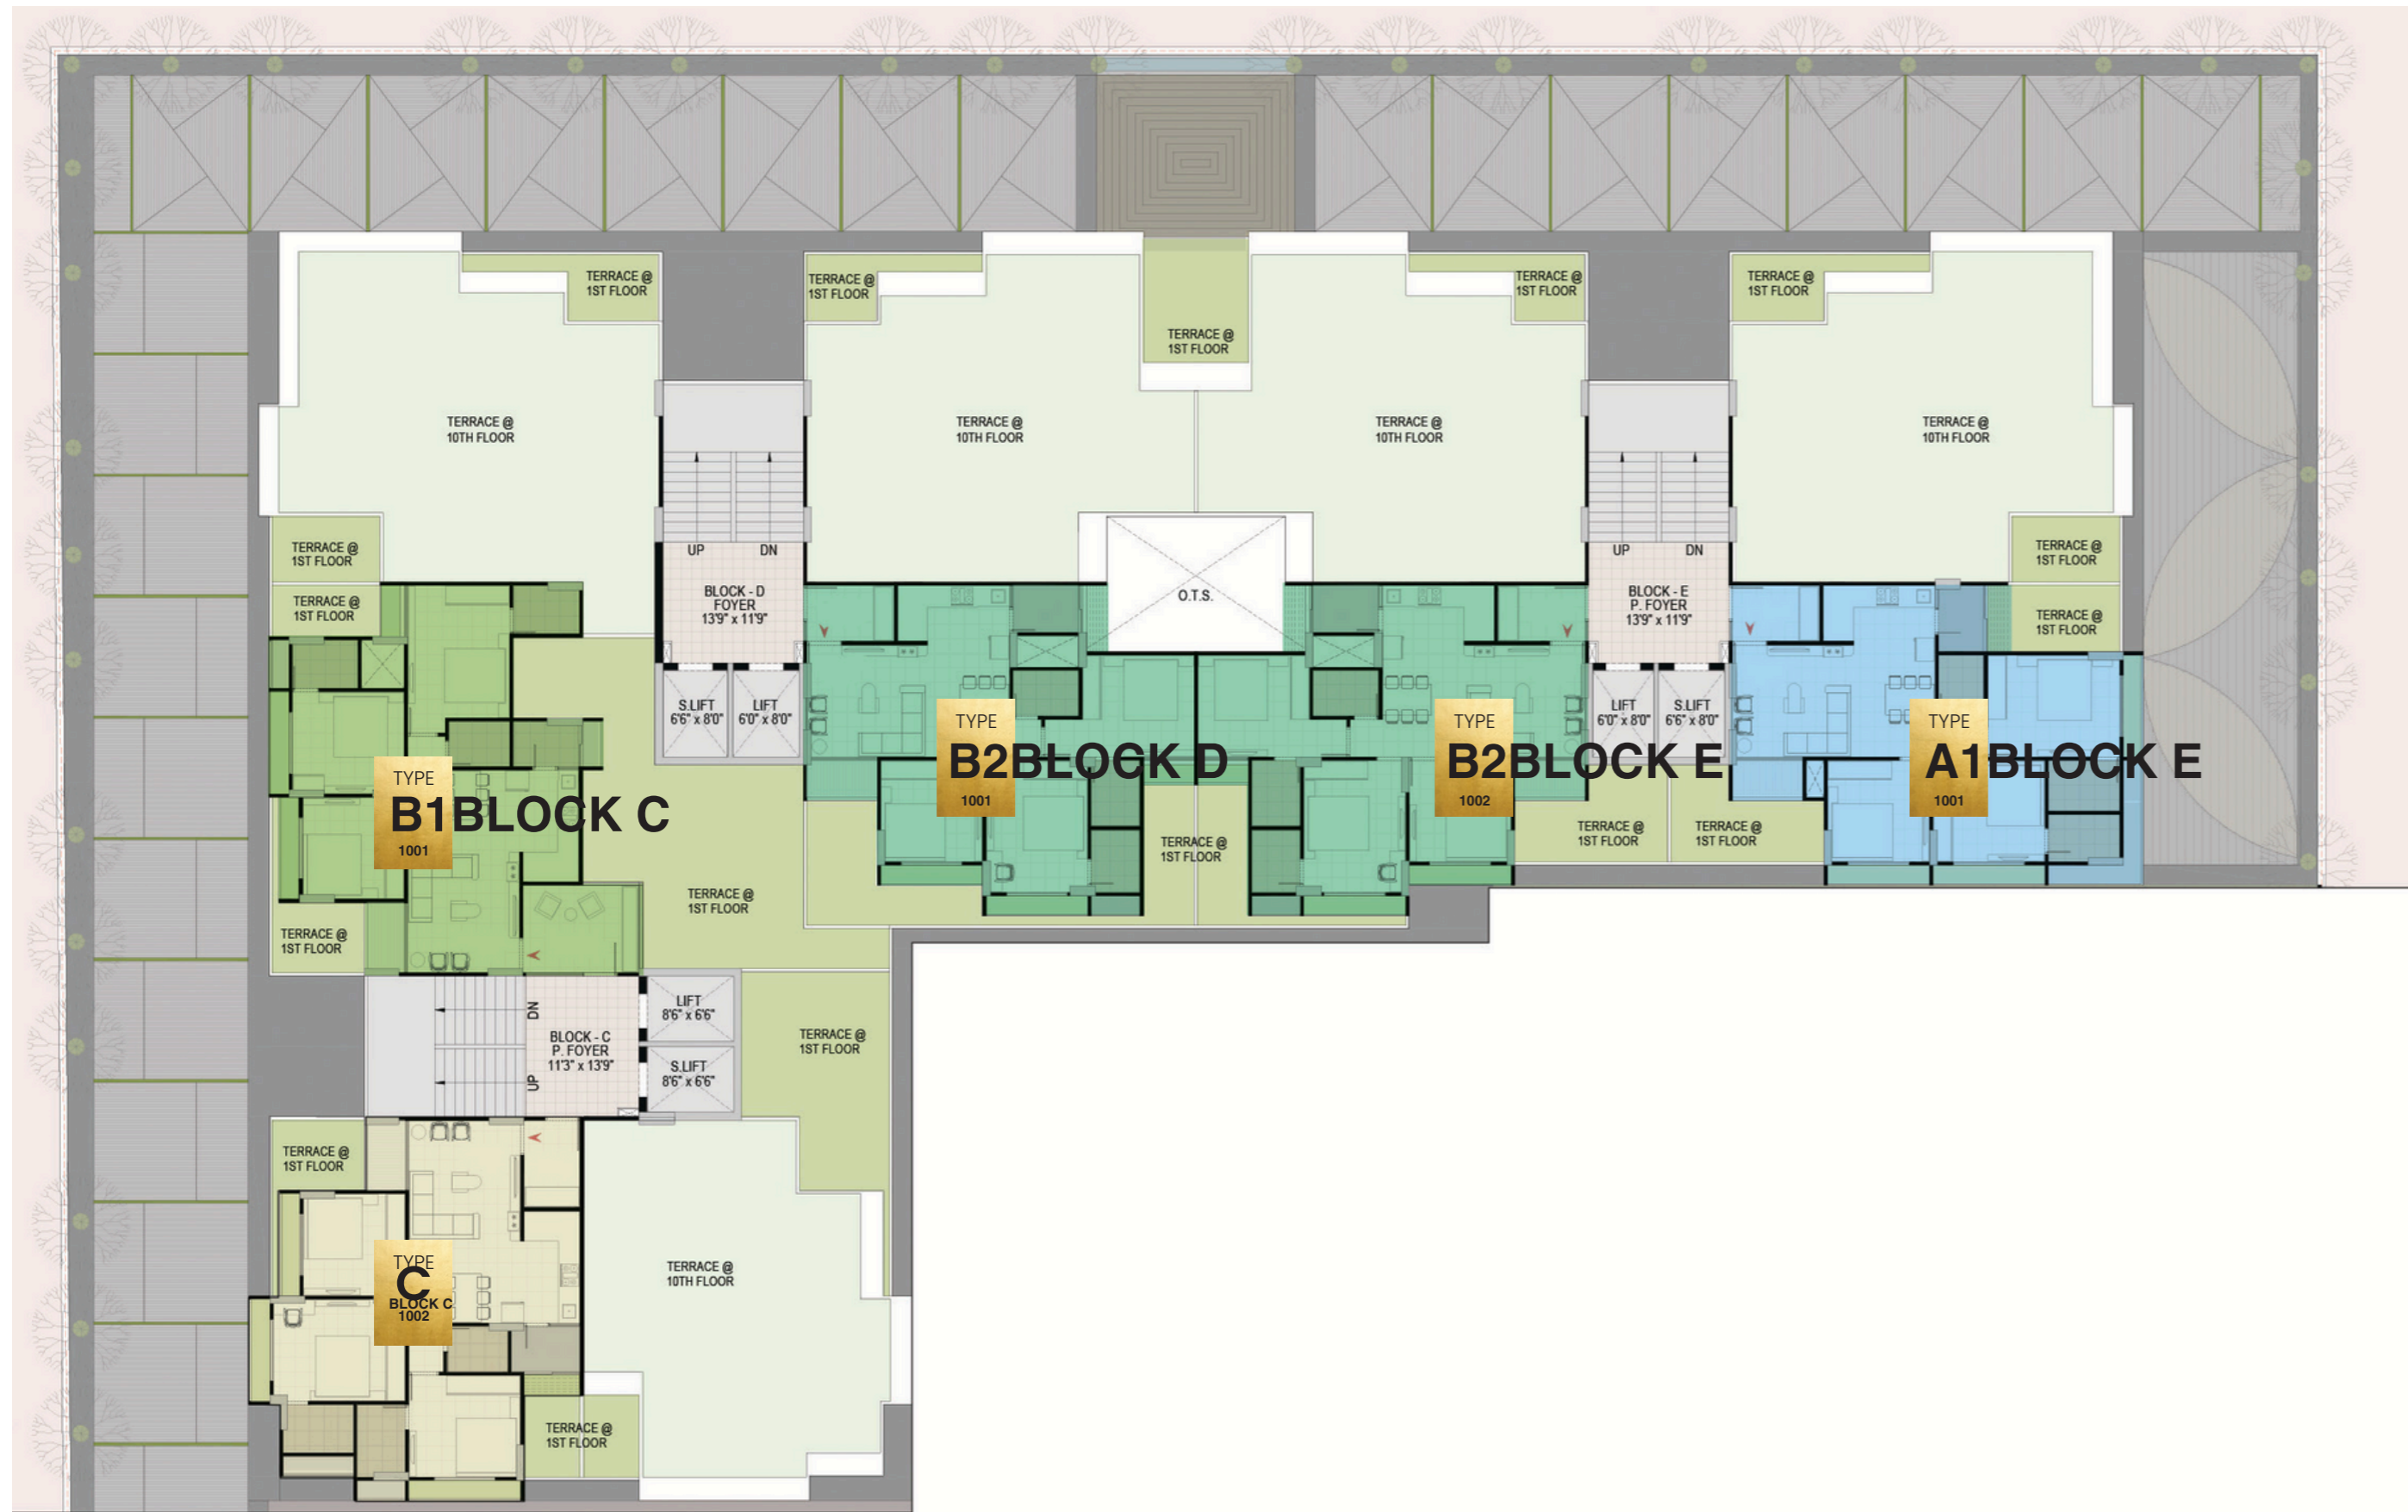 TERRACE @
1ST FLOOR
TERRACE @
1ST FLOOR
TERRACE @
1ST FLOOR
TERRACE @
1ST FLOOR
TERRACE @
1ST FLOOR
TERRACE @
10TH FLOOR
TERRACE @
10TH FLOOR
TERRACE @
10TH FLOOR
TERRACE @
10TH FLOOR
TERRACE @
1ST FLOOR
TERRACE @
1ST FLOOR
UP DN
BLOCK - D
FOYER
13'9" x 11'9"
O.T.S.
UP DN
BLOCK - E
P. FOYER
13'9" x 11'9"
TERRACE @
1ST FLOOR
TERRACE @
1ST FLOOR
S.LIFT
6'6" x 8'0"
LIFT
6'0" x 8'0"
LIFT
6'0" x 8'0"
S.LIFT
6'6" x 8'0"
TYPE
B1BLOCK C
1001
TYPE
B2BLOCK D
1001
TYPE
B2BLOCK E
1002
TYPE
A1BLOCK E
1001
TERRACE @
1ST FLOOR
TERRACE @
1ST FLOOR
TERRACE @
1ST FLOOR
TERRACE @
1ST FLOOR
TERRACE @
1ST FLOOR
DN
UP
BLOCK - C
P. FOYER
11'3" x 13'9"
LIFT
8'6" x 6'6"
S.LIFT
8'6" x 6'6"
TERRACE @
1ST FLOOR
TERRACE @
1ST FLOOR
TYPE
C
BLOCK C
1002
TERRACE @
10TH FLOOR
TERRACE @
1ST FLOOR